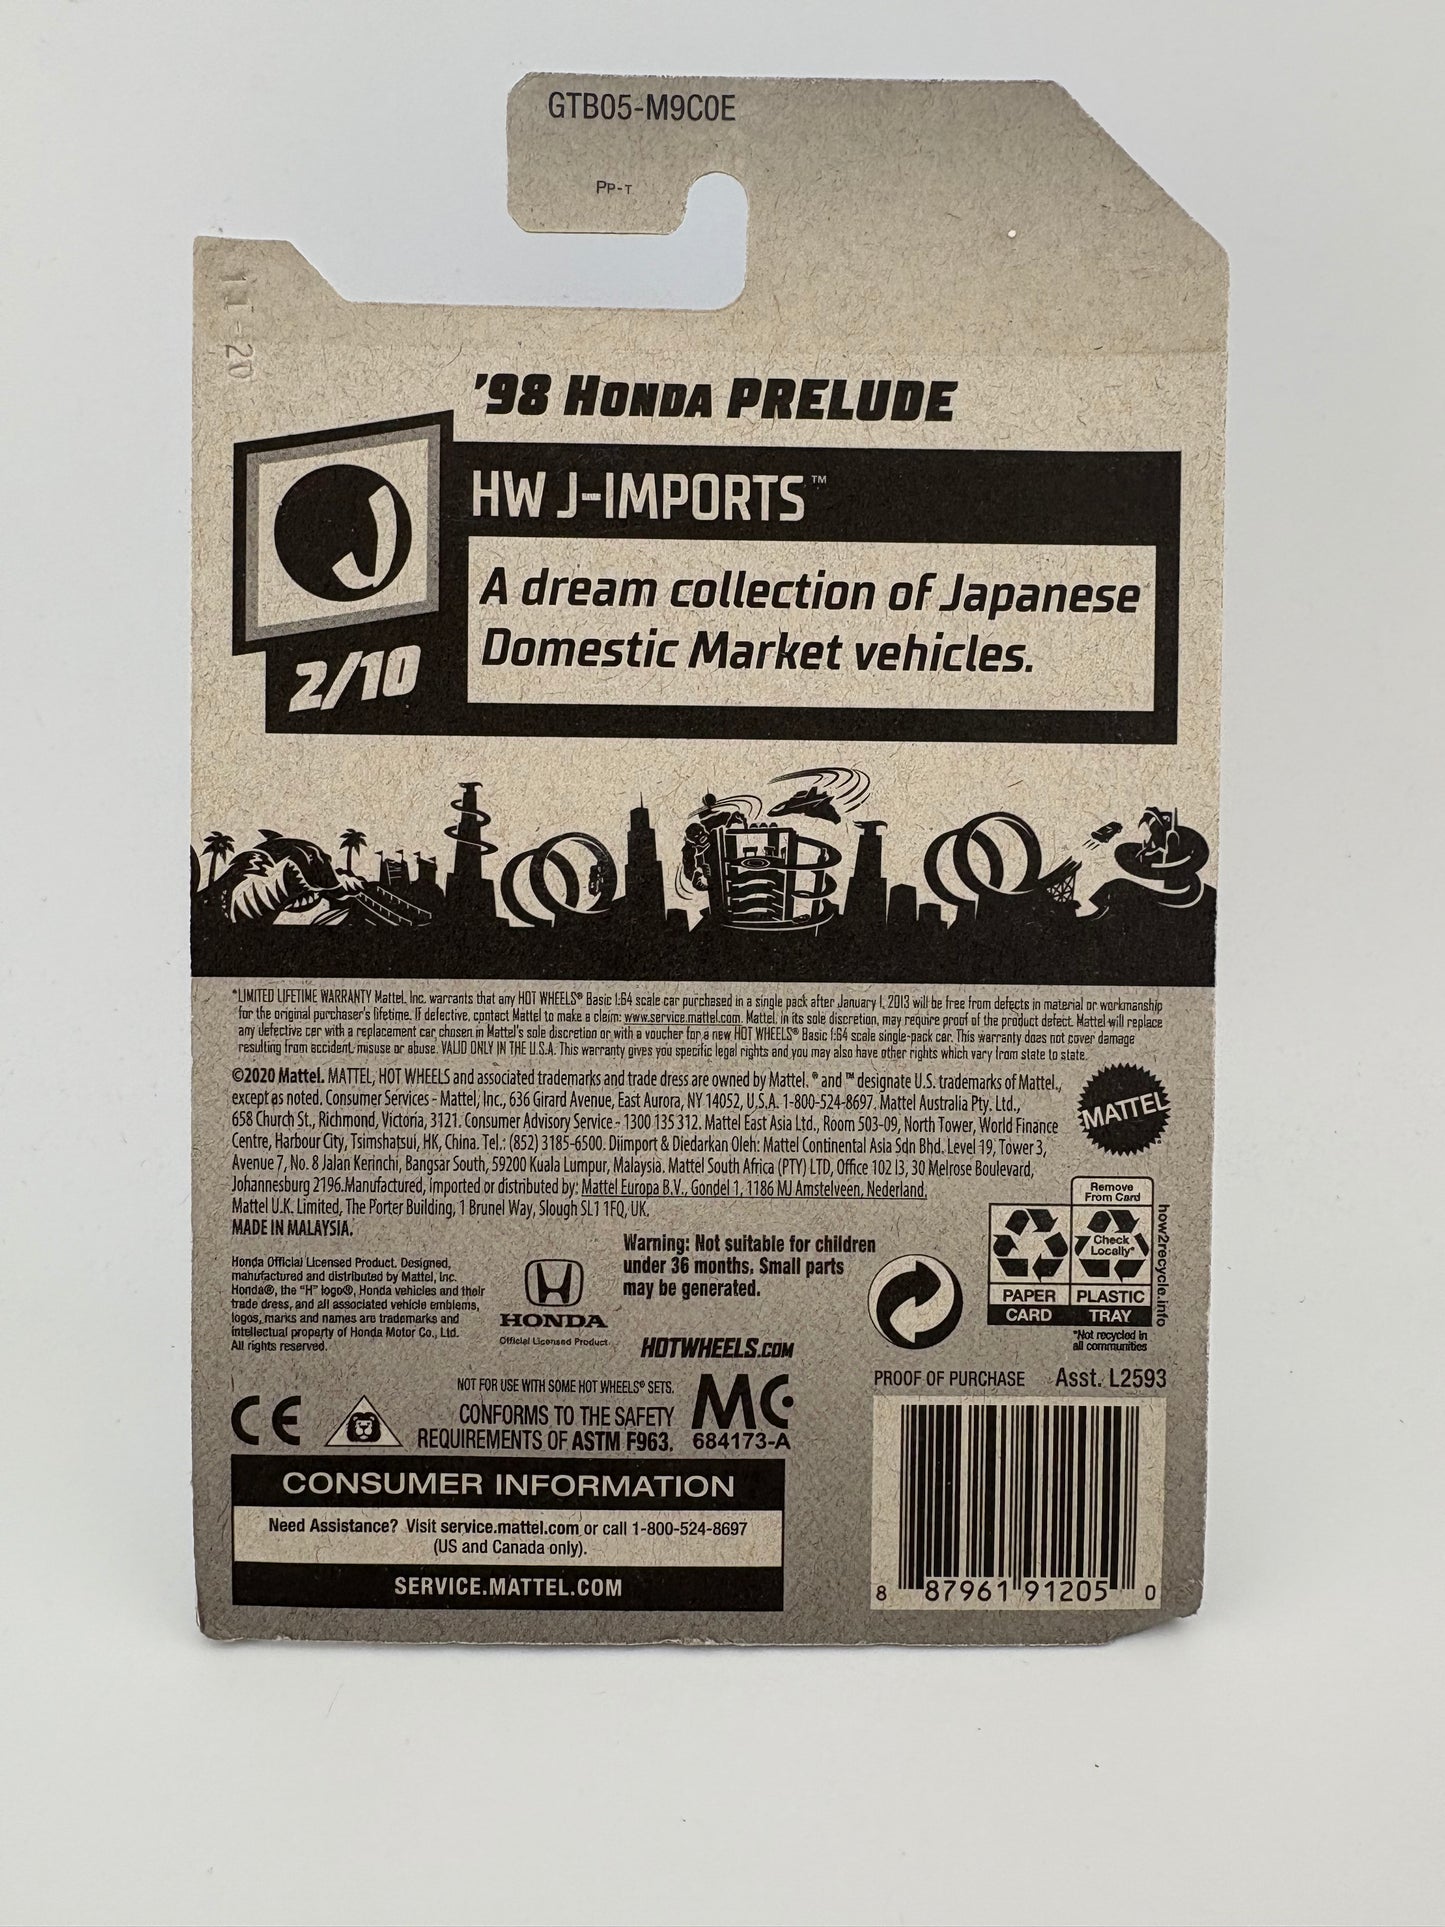 GTB05-M9C0E
PP-T
11-20
'98 HONDA PRELUDE
HW J-IMPORTS™
A dream collection of Japanese
Domestic Market vehicles.
J
2/10
*LIMITED LIFETIME WARRANTY Mattel, Inc. warrants that any HOT WHEELS® Basic 1:64 scale car purchased in a single pack after January 1, 2013 will be free from defects in material or workmanship
for the original purchaser's lifetime. If defective, contact Mattel to make a claim: www.service.mattel.com. Mattel, in its sole discretion, may require proof of the product defect. Mattel will replace
any defective car with a replacement car, chosen in Mattel's sole discretion or with a voucher for a new HOT WHEELS® Basic 1:64 scale single-pack car. This warranty does not cover damage
resulting from accident, misuse or abuse. VALID ONLY IN THE U.S.A. This warranty gives you specific legal rights and you may also have other rights which vary from state to state.
©2020 Mattel. MATTEL, HOT WHEELS and associated trademarks and trade dress are owned by Mattel. ® and ™ designate U.S. trademarks of Mattel.,
except as noted. Consumer Services - Mattel, Inc., 636 Girard Avenue, East Aurora, NY 14052, U.S.A. 1-800-524-8697. Mattel Australia Pty. Ltd.,
658 Church St., Richmond, Victoria, 3121. Consumer Advisory Service - 1300 135 312. Mattel East Asia Ltd., Room 503-09, North Tower, World Finance
Centre, Harbour City, Tsimshatsui, HK, China. Tel.: (852) 3185-6500. Diimport & Diedarkan Oleh: Mattel Continental Asia Sdn Bhd. Level 19, Tower 3,
Avenue 7, No. 8 Jalan Kerinchi, Bangsar South, 59200 Kuala Lumpur, Malaysia. Mattel South Africa (PTY) LTD, Office 102 I3, 30 Melrose Boulevard,
Johannesburg 2196.Manufactured, imported or distributed by: Mattel Europa B.V., Gondel 1, 1186 MJ Amstelveen, Nederland.
Mattel U.K. Limited, The Porter Building, 1 Brunel Way, Slough SL1 1FQ, UK.
MADE IN MALAYSIA.
MATTEL
Remove
From Card
Check
Locally*
PAPER
PLASTIC
CARD
TRAY
*Not recycled in
all communities
how2recycle.info
Honda Official Licensed Product. Designed,
manufactured and distributed by Mattel, Inc.
Honda®, the "H" logo®, Honda vehicles and their
trade dress, and all associated vehicle emblems,
logos, marks and names are trademarks and
intellectual property of Honda Motor Co., Ltd.
All rights reserved.
HONDA
Official Licensed Product
Warning: Not suitable for children
under 36 months. Small parts
may be generated.
HOTWHEELS.COM
CE
NOT FOR USE WITH SOME HOT WHEELS® SETS.
CONFORMS TO THE SAFETY
REQUIREMENTS OF ASTM F963.
MC
684173-A
PROOF OF PURCHASE
Asst. L2593
8 87961 91205 0
CONSUMER INFORMATION
Need Assistance? Visit service.mattel.com or call 1-800-524-8697
(US and Canada only).
SERVICE.MATTEL.COM